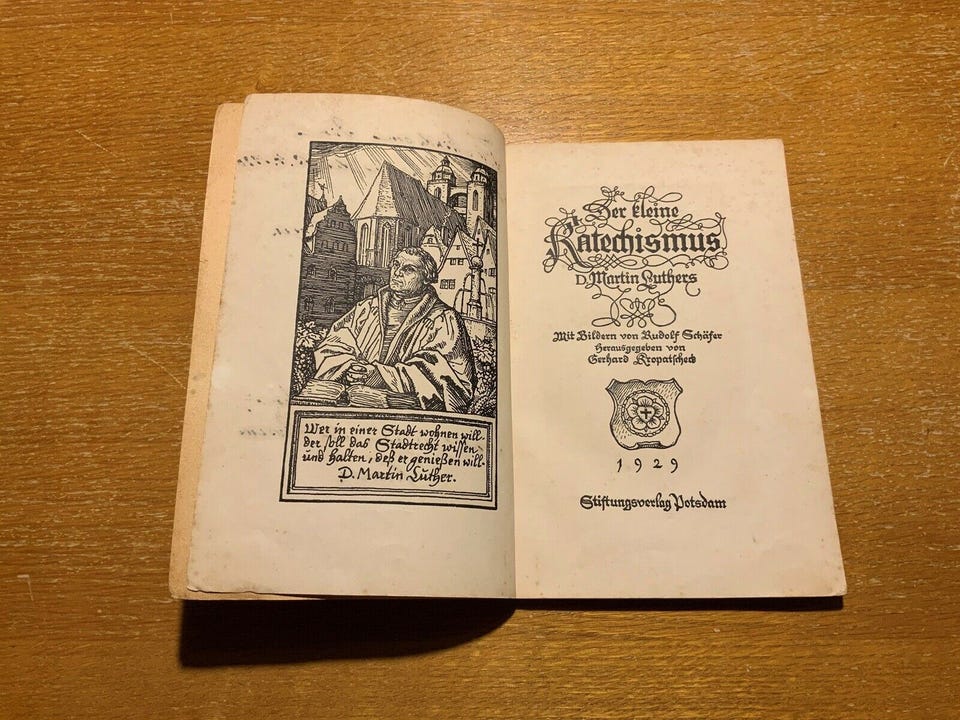 Wer in einer Stadt wohnen will,
der soll das Stadtrecht wissen
und halten, deß er genießen will.
D. Martin Luther.
Der kleine
Katechismus
D. Martin Luthers
Mit Bildern von Rudolf Schäfer
Herausgegeben von
Gerhard Kropatscheck
1929
Stiftungsverlag Potsdam